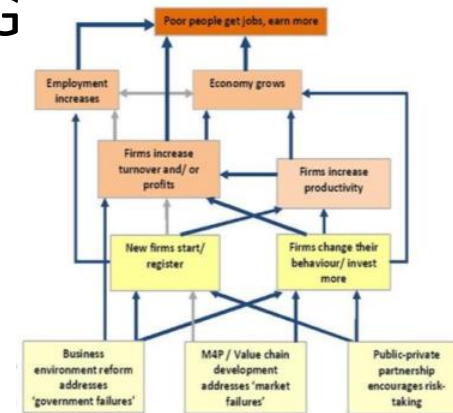 G
Poor people get jobs, earn more
Employment
increases
Economy grows
Firms increase
turnover and/ or
profits
Firms increase
productivity
New firms start/
register
Firms change their
behaviour/ invest
more
Business
environment reform
addresses
'government failures'
M4P / Value chain
development
addresses 'market
failures'
Public-private
partnership
encourages risk-
taking